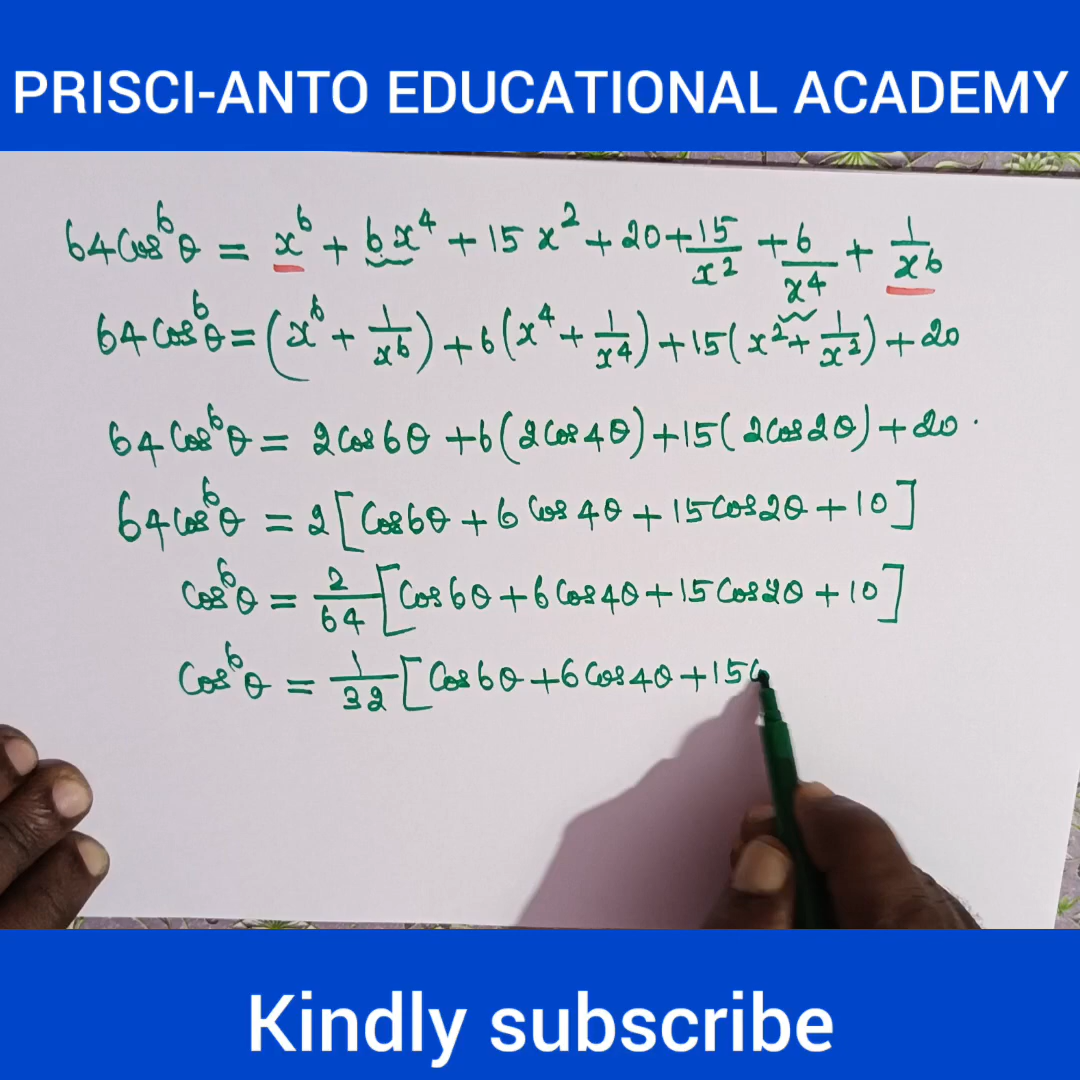 PRISCI-ANTO EDUCATIONAL ACADEMY
64cos⁶θ = x⁶ + 6x⁴ + 15x² + 20 + 15/x² + 6/x⁴ + 1/x⁶
64cos⁶θ = (x⁶ + 1/x⁶) + 6(x⁴ + 1/x⁴) + 15(x² + 1/x²) + 20
64cos⁶θ = 2cos6θ + 6(2cos4θ) + 15(2cos2θ) + 20.
64cos⁶θ = 2[cos6θ + 6cos4θ + 15cos2θ + 10]
cos⁶θ = 2/64 [cos6θ + 6cos4θ + 15cos2θ + 10]
cos⁶θ = 1/32 [cos6θ + 6cos4θ + 15c
Kindly subscribe